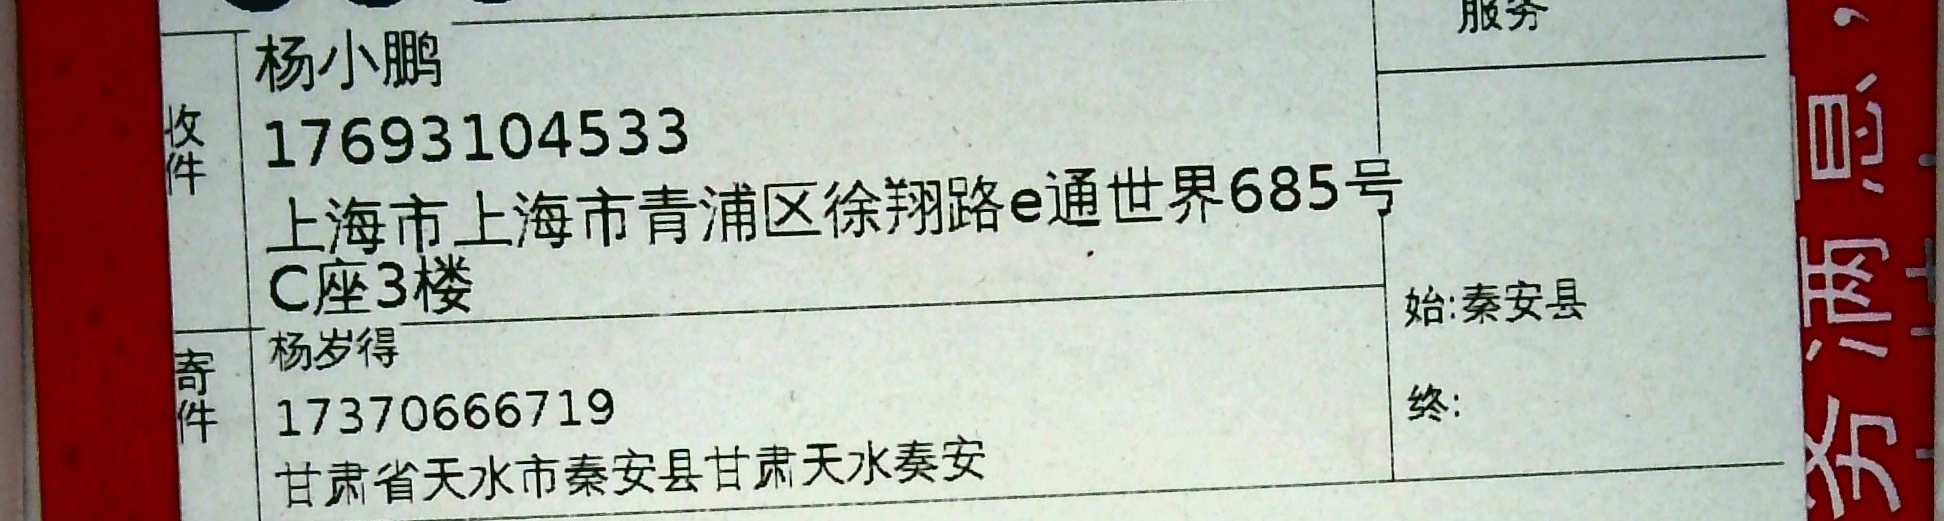 服务
收件
杨小鹏
17693104533
上海市上海市青浦区徐翔路e通世界685号
C座3楼
寄件
杨岁得
17370666719
甘肃省天水市秦安县甘肃天水奏安
始:秦安县
终:
务